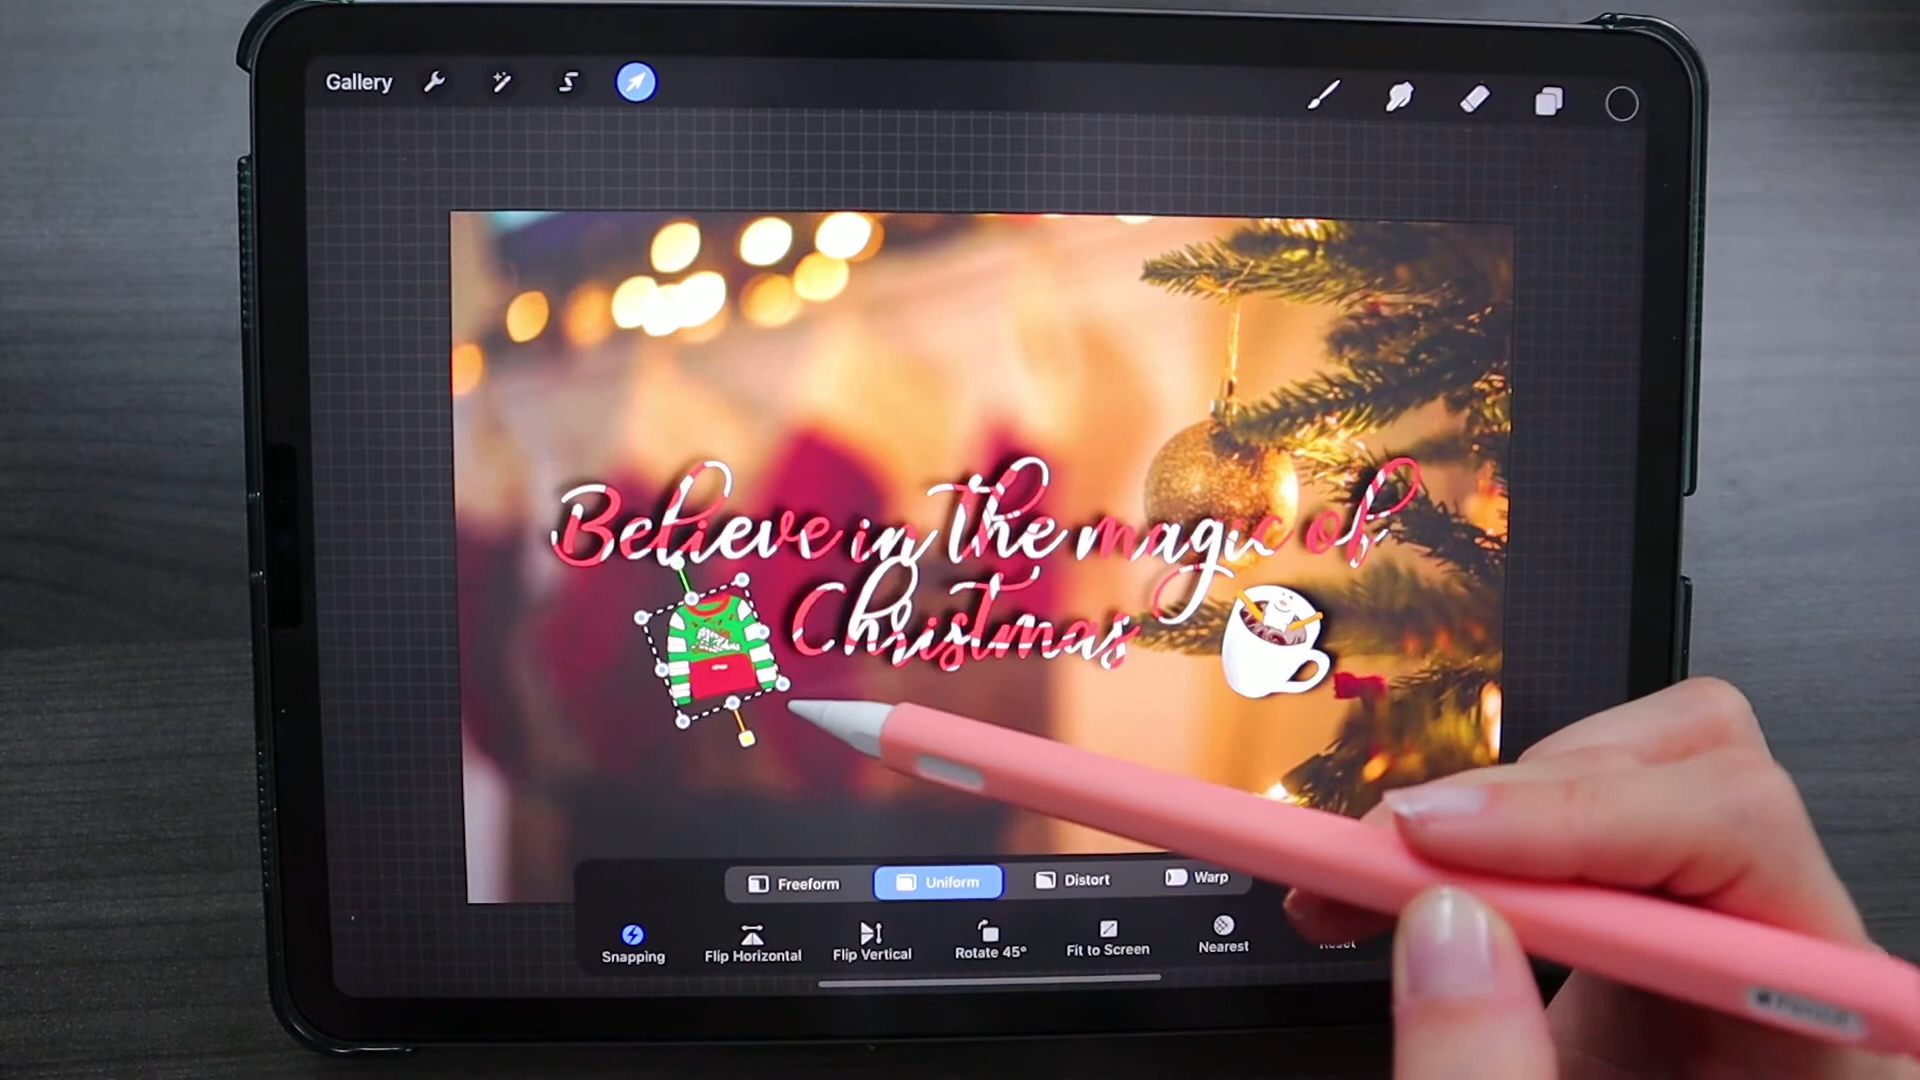 Gallery
Believe in the magic of
Christmas
Freeform Uniform Distort Warp
Snapping Flip Horizontal Flip Vertical Rotate 45° Fit to Screen Nearest Reset